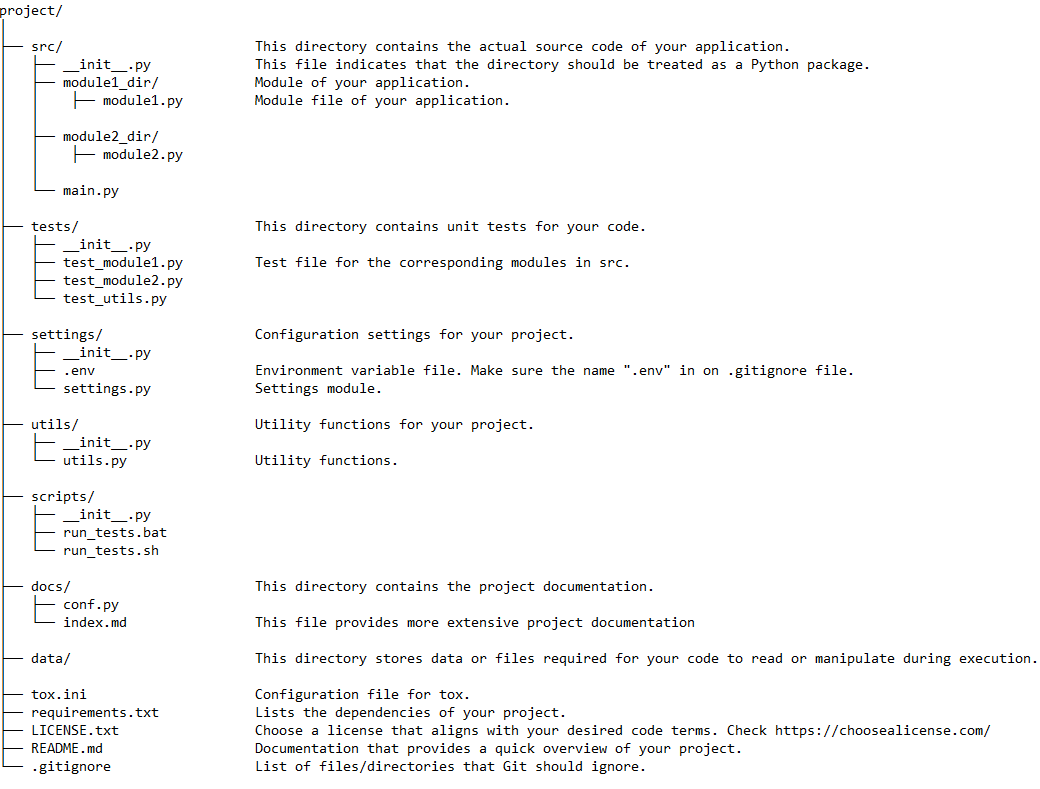 project/
├── src/                             This directory contains the actual source code of your application.
│   ├── __init__.py                  This file indicates that the directory should be treated as a Python package.
│   ├── module1_dir/                 Module of your application.
│   │    ├── module1.py              Module file of your application.
│   ├── module2_dir/
│   │    ├── module2.py
│   └── main.py
├── tests/                           This directory contains unit tests for your code.
│   ├── __init__.py
│   ├── test_module1.py              Test file for the corresponding modules in src.
│   ├── test_module2.py
│   └── test_utils.py
├── settings/                        Configuration settings for your project.
│   ├── __init__.py
│   ├── .env                         Environment variable file. Make sure the name ".env" in on .gitignore file.
│   └── settings.py                  Settings module.
├── utils/                           Utility functions for your project.
│   ├── __init__.py
│   └── utils.py                     Utility functions.
├── scripts/
│   ├── __init__.py
│   ├── run_tests.bat
│   └── run_tests.sh
├── docs/                            This directory contains the project documentation.
│   ├── conf.py
│   └── index.md                     This file provides more extensive project documentation
├── data/                            This directory stores data or files required for your code to read or manipulate during execution.
├── tox.ini                          Configuration file for tox.
├── requirements.txt                 Lists the dependencies of your project.
├── LICENSE.txt                      Choose a license that aligns with your desired code terms. Check https://choosealicense.com/
├── README.md                        Documentation that provides a quick overview of your project.
└── .gitignore                       List of files/directories that Git should ignore.